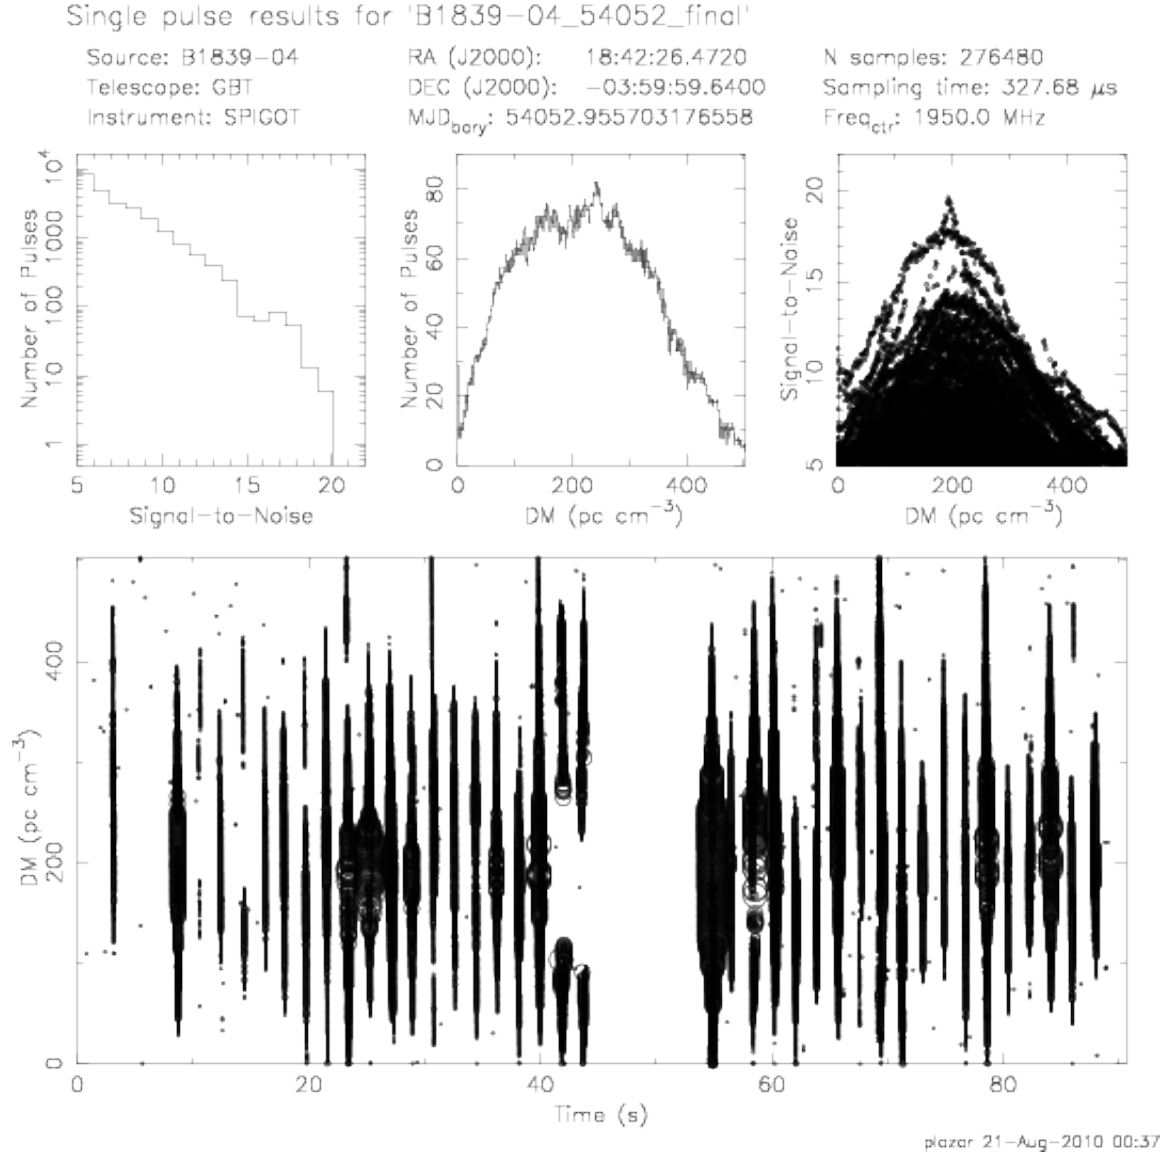 Single pulse results for 'B1839−04_54052_final'
Source: B1839−04 RA (J2000): 18:42:26.4720 N samples: 276480
Telescope: GBT DEC (J2000): −03:59:59.6400 Sampling time: 327.68 μs
Instrument: SPIGOT MJD_bary: 54052.955703176558 Freq_ctr: 1950.0 MHz
Number of Pulses
1 10 100 1000 10^4
5 10 15 20
Signal−to−Noise
Number of Pulses
0 20 40 60 80
0 200 400
DM (pc cm^−3)
Signal−to−Noise
5 10 15 20
0 200 400
DM (pc cm^−3)
DM (pc cm^−3)
0 200 400
0 20 40 60 80
Time (s)
plazar 21−Aug−2010 00:37